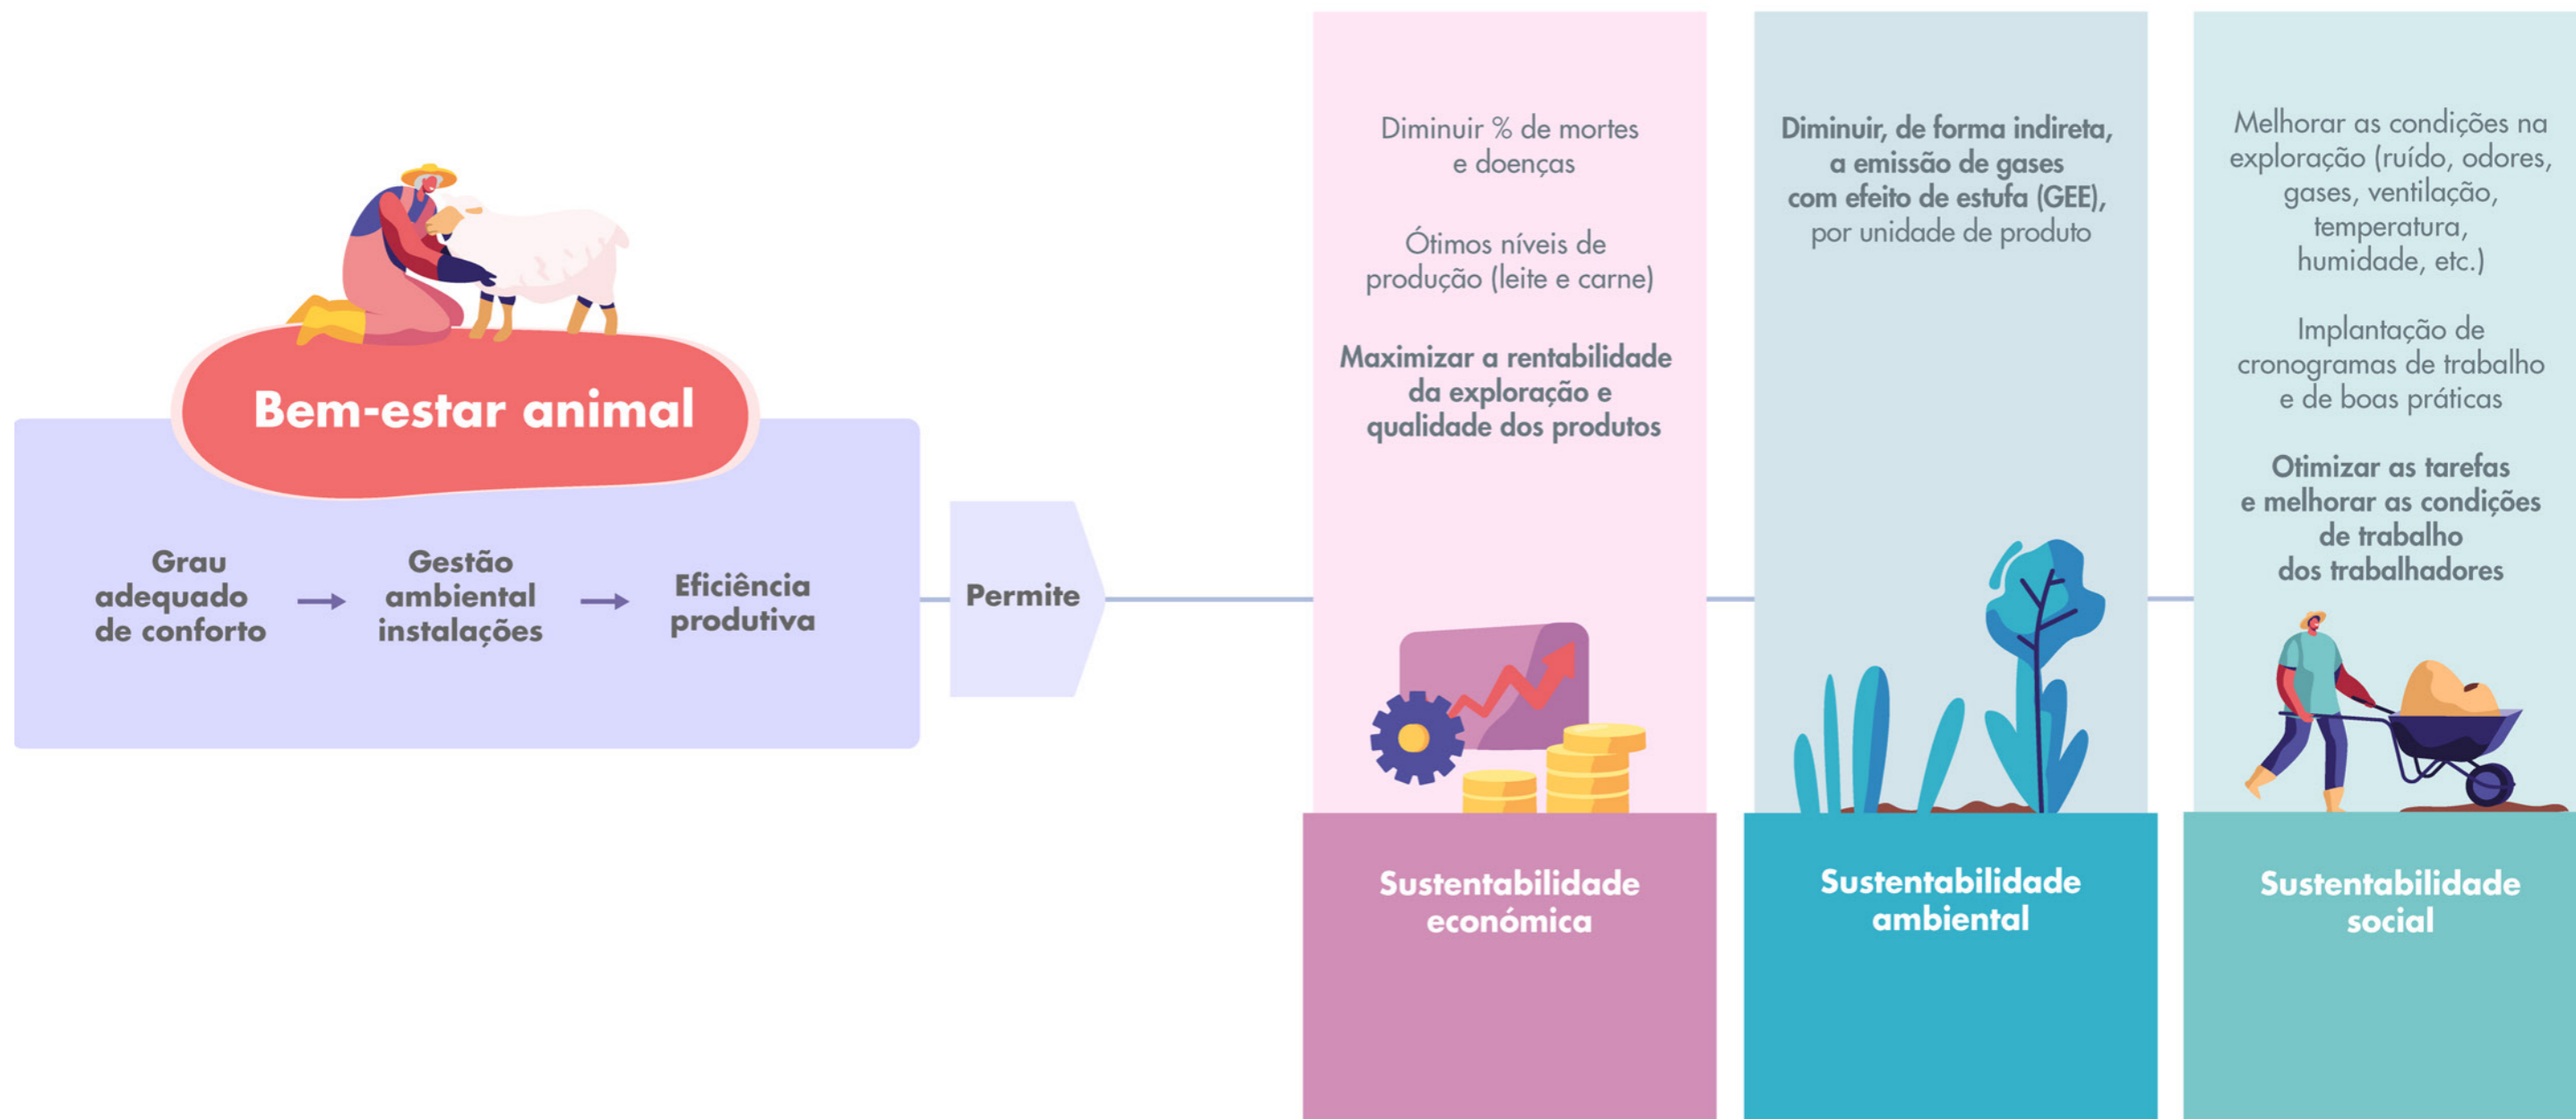 Bem-estar animal
Grau
adequado
de conforto
Gestão
ambiental
instalações
Eficiência
produtiva
Permite
Diminuir % de mortes
e doenças
Ótimos níveis de
produção (leite e carne)
Maximizar a rentabilidade
da exploração e
qualidade dos produtos
Sustentabilidade
económica
Diminuir, de forma indireta,
a emissão de gases
com efeito de estufa (GEE),
por unidade de produto
Sustentabilidade
ambiental
Melhorar as condições na
exploração (ruído, odores,
gases, ventilação,
temperatura,
humidade, etc.)
Implantação de
cronogramas de trabalho
e de boas práticas
Otimizar as tarefas
e melhorar as condições
de trabalho
dos trabalhadores
Sustentabilidade
social